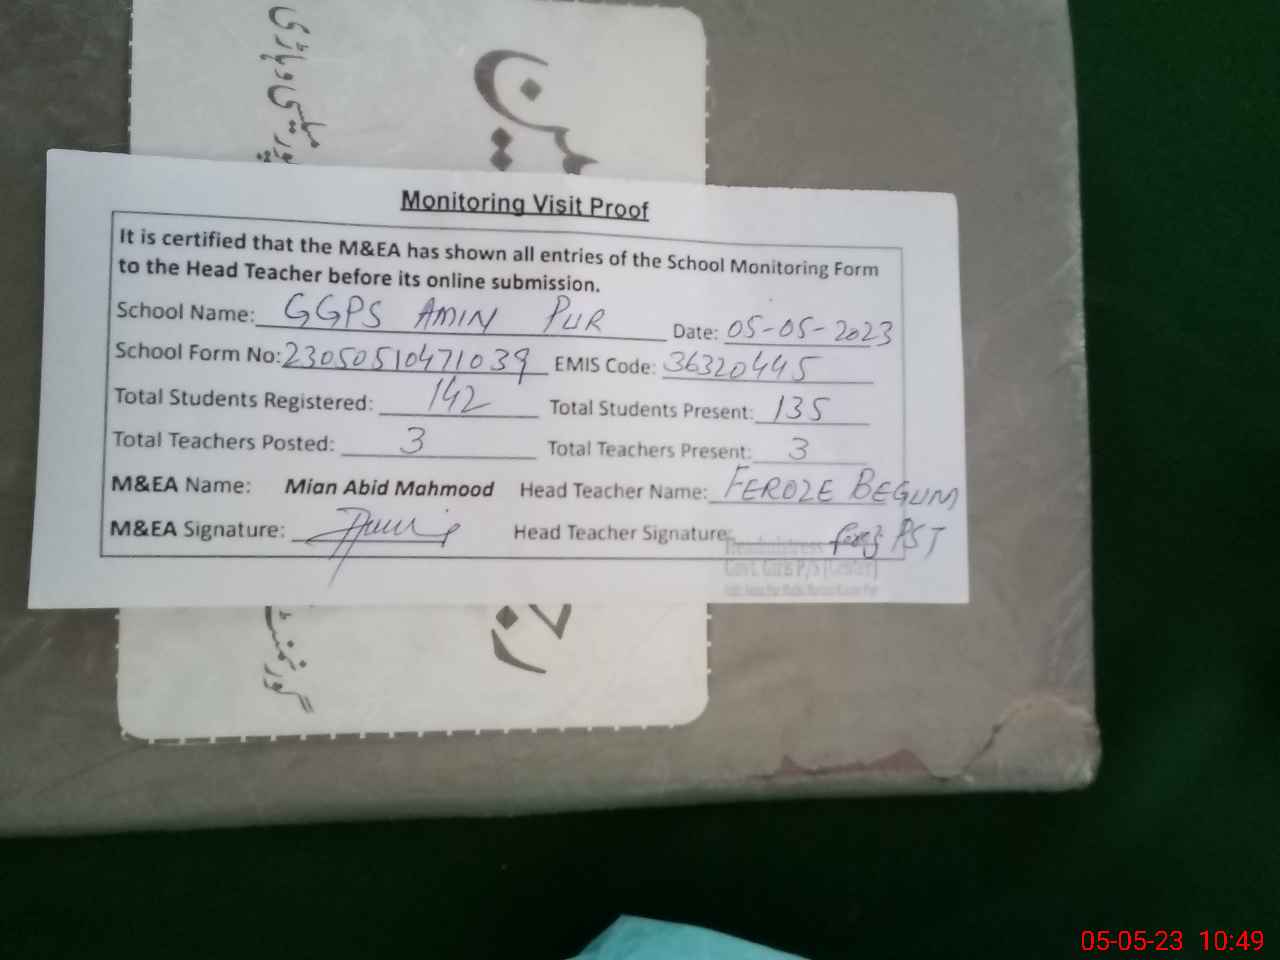 Monitoring Visit Proof
It is certified that the M&EA has shown all entries of the School Monitoring Form
to the Head Teacher before its online submission.
School Name: GGPS AMIN PUR Date: 05-05-2023
School Form No: 23050510471039 EMIS Code: 36320445
Total Students Registered: 142 Total Students Present: 135
Total Teachers Posted: 3 Total Teachers Present: 3
M&EA Name: Mian Abid Mahmood Head Teacher Name: FEROZE BEGUM
M&EA Signature: Head Teacher Signature: PST
Headmistress
Govt. Girls P/S (Center)
05-05-23 10:49